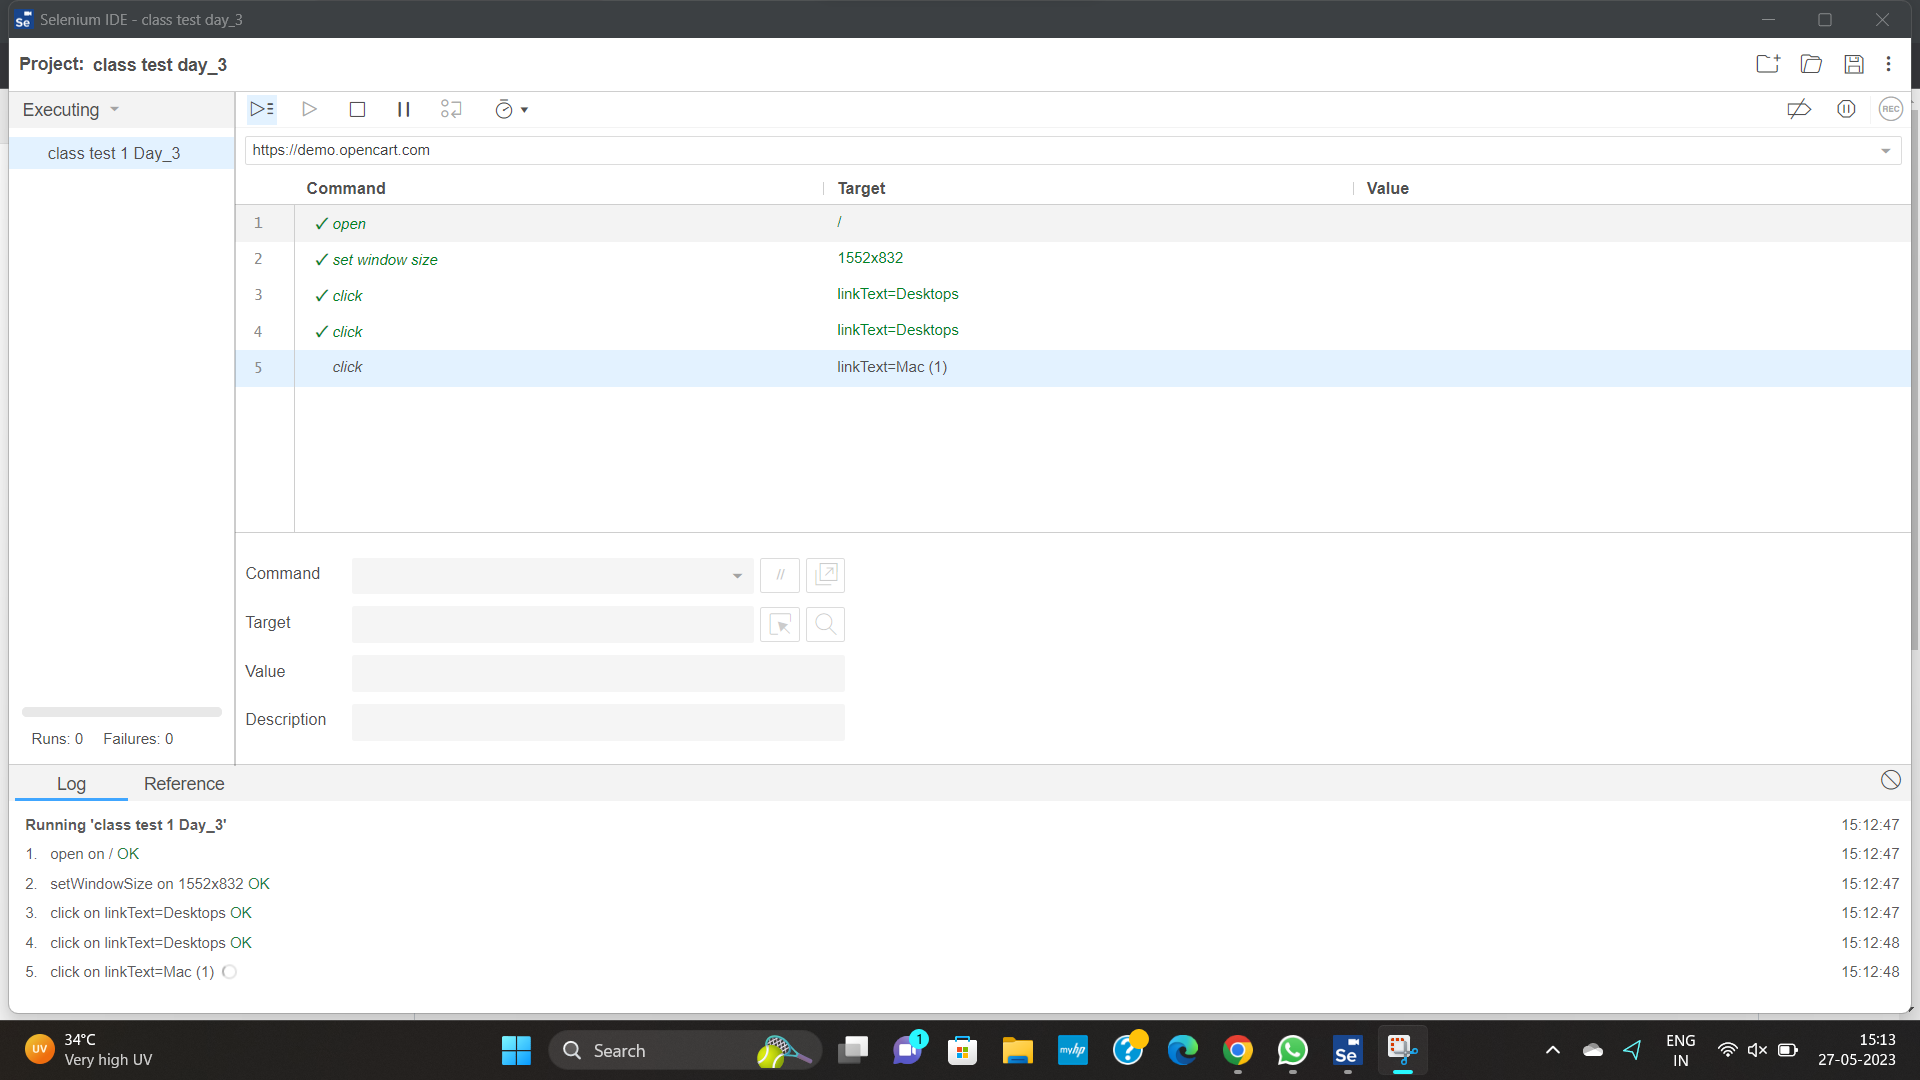 Se Selenium IDE - class test day_3
Project: class test day_3
Executing
REC
class test 1 Day_3
https://demo.opencart.com
Command Target Value
1 ✓ open /
2 ✓ set window size 1552x832
3 ✓ click linkText=Desktops
4 ✓ click linkText=Desktops
5 click linkText=Mac (1)
Command //
Target
Value
Description
Runs: 0 Failures: 0
Log Reference
Running 'class test 1 Day_3' 15:12:47
1. open on / OK 15:12:47
2. setWindowSize on 1552x832 OK 15:12:47
3. click on linkText=Desktops OK 15:12:47
4. click on linkText=Desktops OK 15:12:48
5. click on linkText=Mac (1) 15:12:48
UV 34°C
Very high UV
Search
1
myhp
?
Se
ENG
IN
15:13
27-05-2023